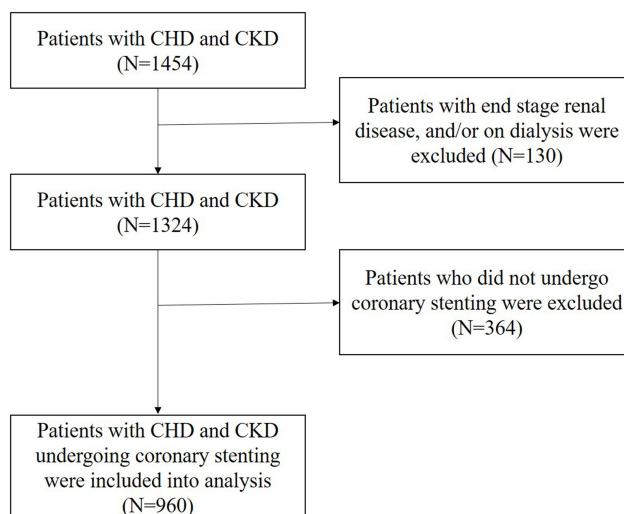 Patients with CHD and CKD
(N=1454)
Patients with end stage renal
disease, and/or on dialysis were
excluded (N=130)
Patients with CHD and CKD
(N=1324)
Patients who did not undergo
coronary stenting were excluded
(N=364)
Patients with CHD and CKD
undergoing coronary stenting
were included into analysis
(N=960)